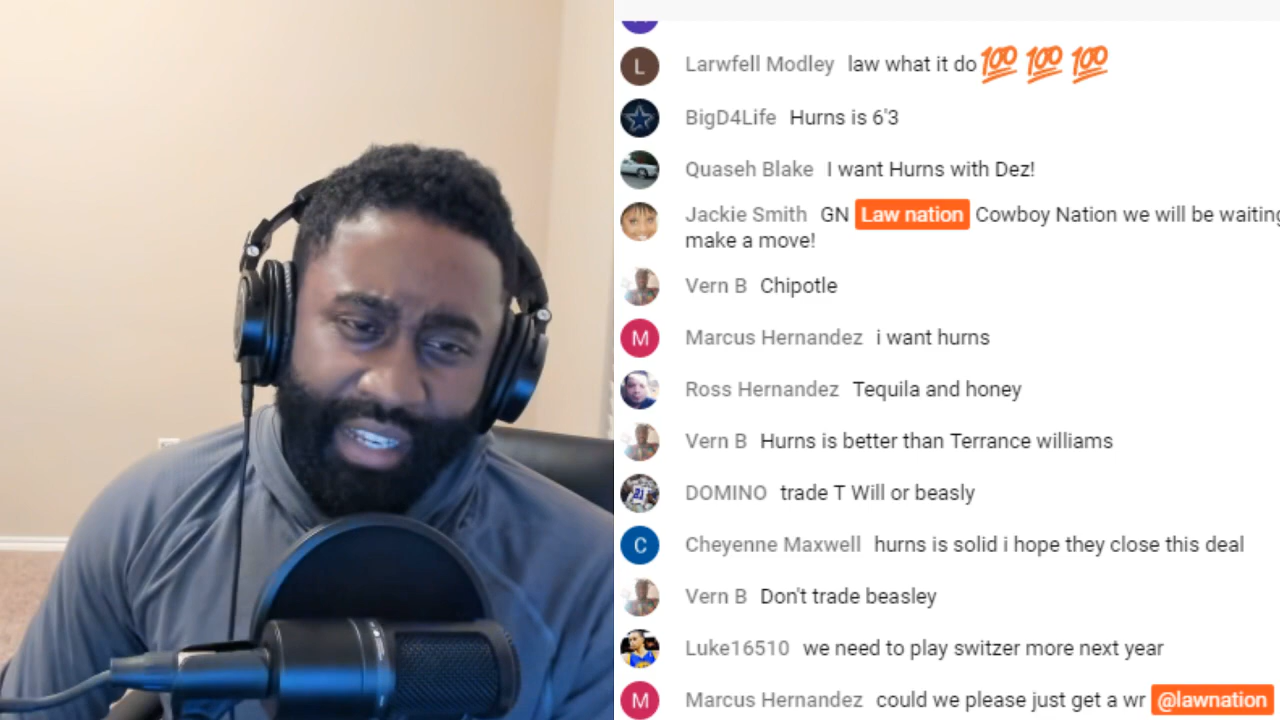 Larwfell Modley law what it do 💯 💯 💯
BigD4Life Hurns is 6'3
Quaseh Blake I want Hurns with Dez!
Jackie Smith GN Law nation Cowboy Nation we will be waiting
make a move!
Vern B Chipotle
Marcus Hernandez i want hurns
Ross Hernandez Tequila and honey
Vern B Hurns is better than Terrance williams
DOMINO trade T Will or beasly
Cheyenne Maxwell hurns is solid i hope they close this deal
Vern B Don't trade beasley
Luke16510 we need to play switzer more next year
Marcus Hernandez could we please just get a wr @lawnation